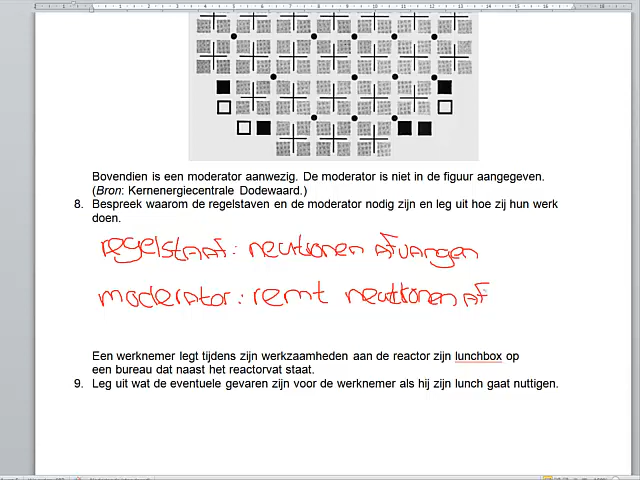 Bovendien is een moderator aanwezig. De moderator is niet in de figuur aangegeven.
(Bron: Kernenergiecentrale Dodewaard.)
8. Bespreek waarom de regelstaven en de moderator nodig zijn en leg uit hoe zij hun werk
doen.
regelstaaf: neutronen afvangen
moderator: remt neutronen af
Een werknemer legt tijdens zijn werkzaamheden aan de reactor zijn lunchbox op
een bureau dat naast het reactorvat staat.
9. Leg uit wat de eventuele gevaren zijn voor de werknemer als hij zijn lunch gaat nuttigen.